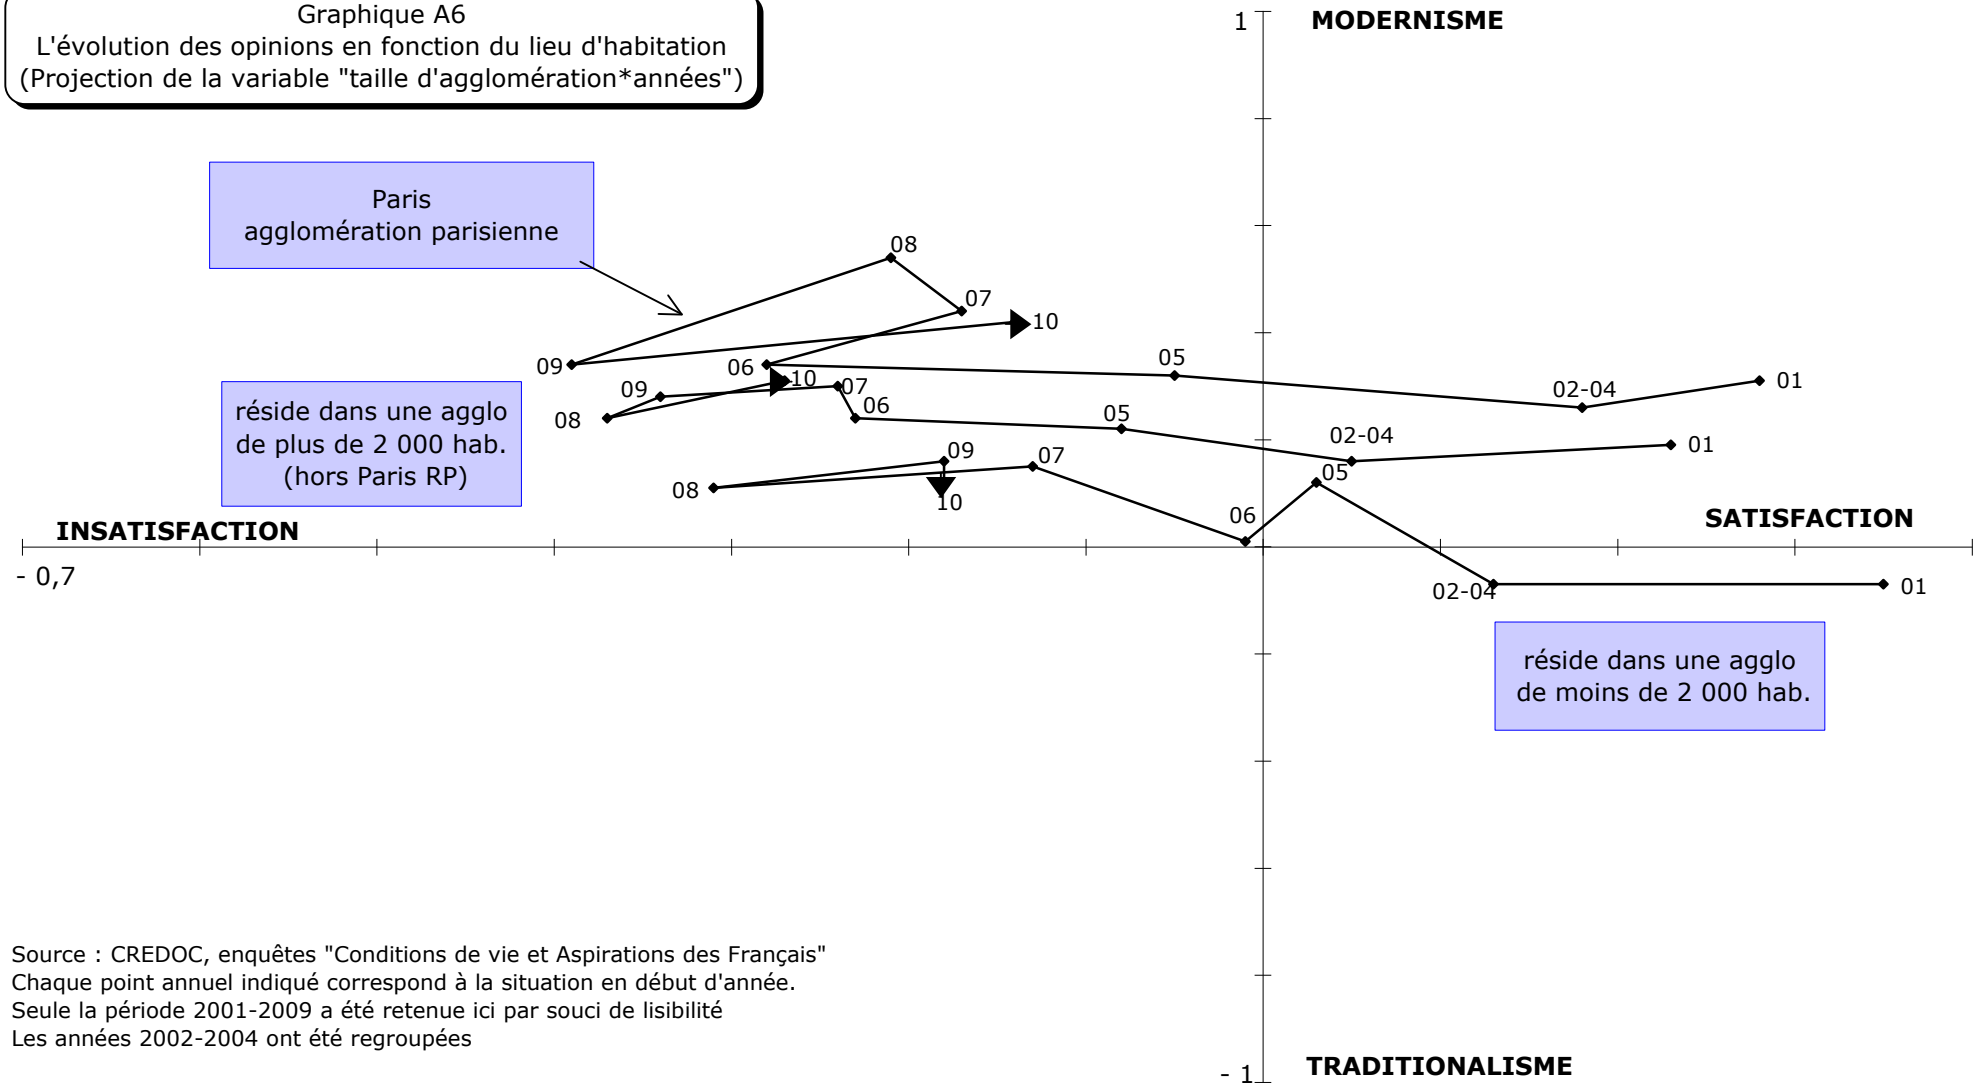 Graphique A6
L'évolution des opinions en fonction du lieu d'habitation
(Projection de la variable "taille d'agglomération*années")
1
MODERNISME
Paris
agglomération parisienne
08
07
10
09
06
05
02-04
01
réside dans une agglo
de plus de 2 000 hab.
(hors Paris RP)
09
08
10
07
06
05
02-04
01
08
09
10
07
06
05
02-04
01
INSATISFACTION
SATISFACTION
- 0,7
réside dans une agglo
de moins de 2 000 hab.
Source : CREDOC, enquêtes "Conditions de vie et Aspirations des Français"
Chaque point annuel indiqué correspond à la situation en début d'année.
Seule la période 2001-2009 a été retenue ici par souci de lisibilité
Les années 2002-2004 ont été regroupées
- 1
TRADITIONALISME